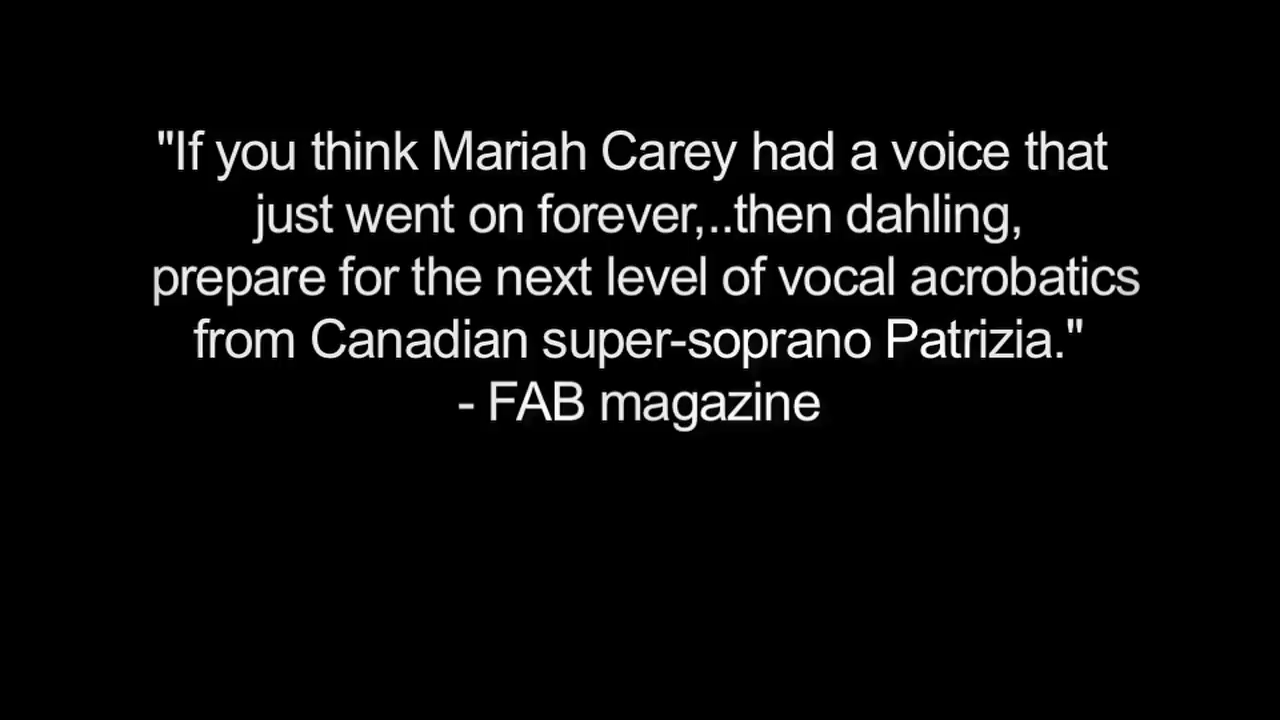 "If you think Mariah Carey had a voice that
just went on forever,..then dahling,
prepare for the next level of vocal acrobatics
from Canadian super-soprano Patrizia."
- FAB magazine